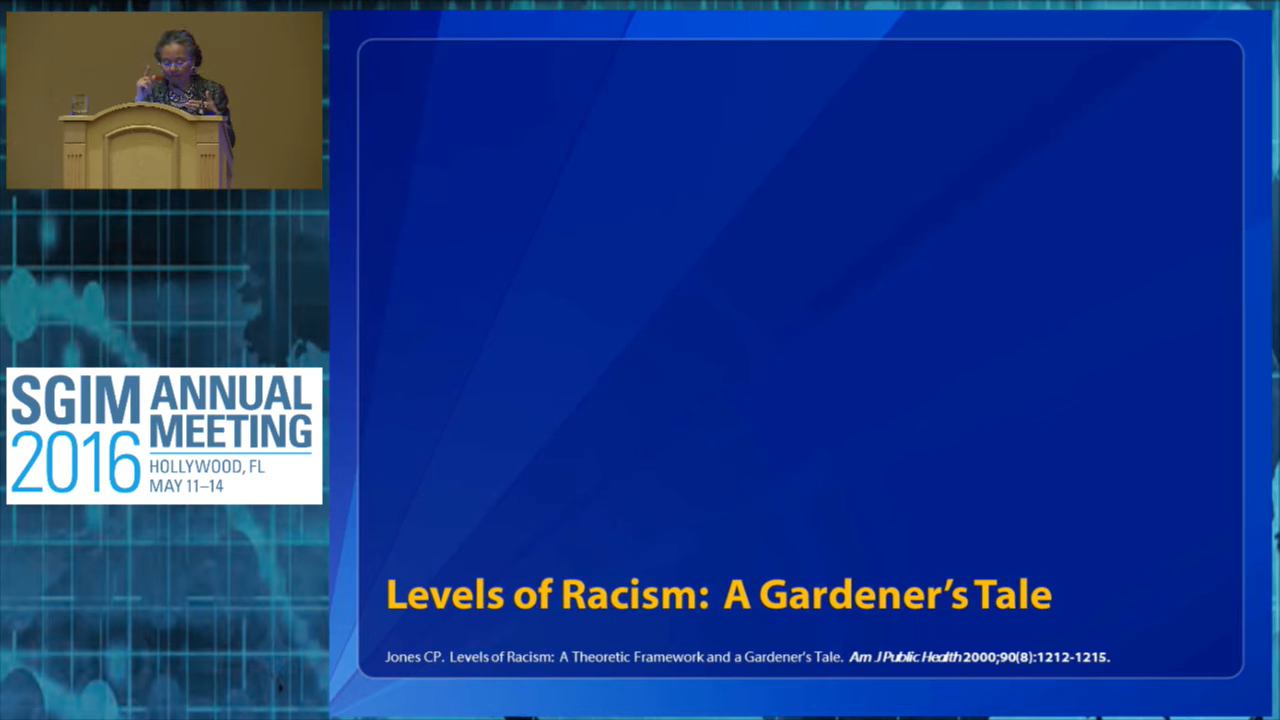 SGIM ANNUAL
2016 MEETING
HOLLYWOOD, FL
MAY 11–14
Levels of Racism: A Gardener's Tale
Jones CP. Levels of Racism: A Theoretic Framework and a Gardener's Tale. Am J Public Health 2000;90(8):1212-1215.